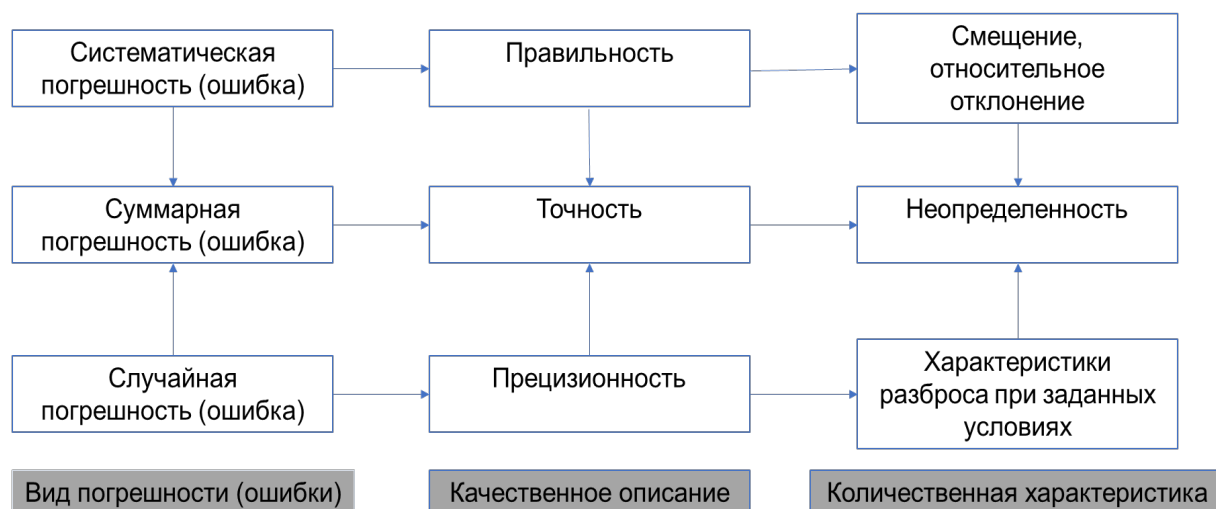 Систематическая
погрешность (ошибка)
Правильность
Смещение,
относительное
отклонение
Суммарная
погрешность (ошибка)
Точность
Неопределенность
Случайная
погрешность (ошибка)
Прецизионность
Характеристики
разброса при заданных
условиях
Вид погрешности (ошибки)
Качественное описание
Количественная характеристика